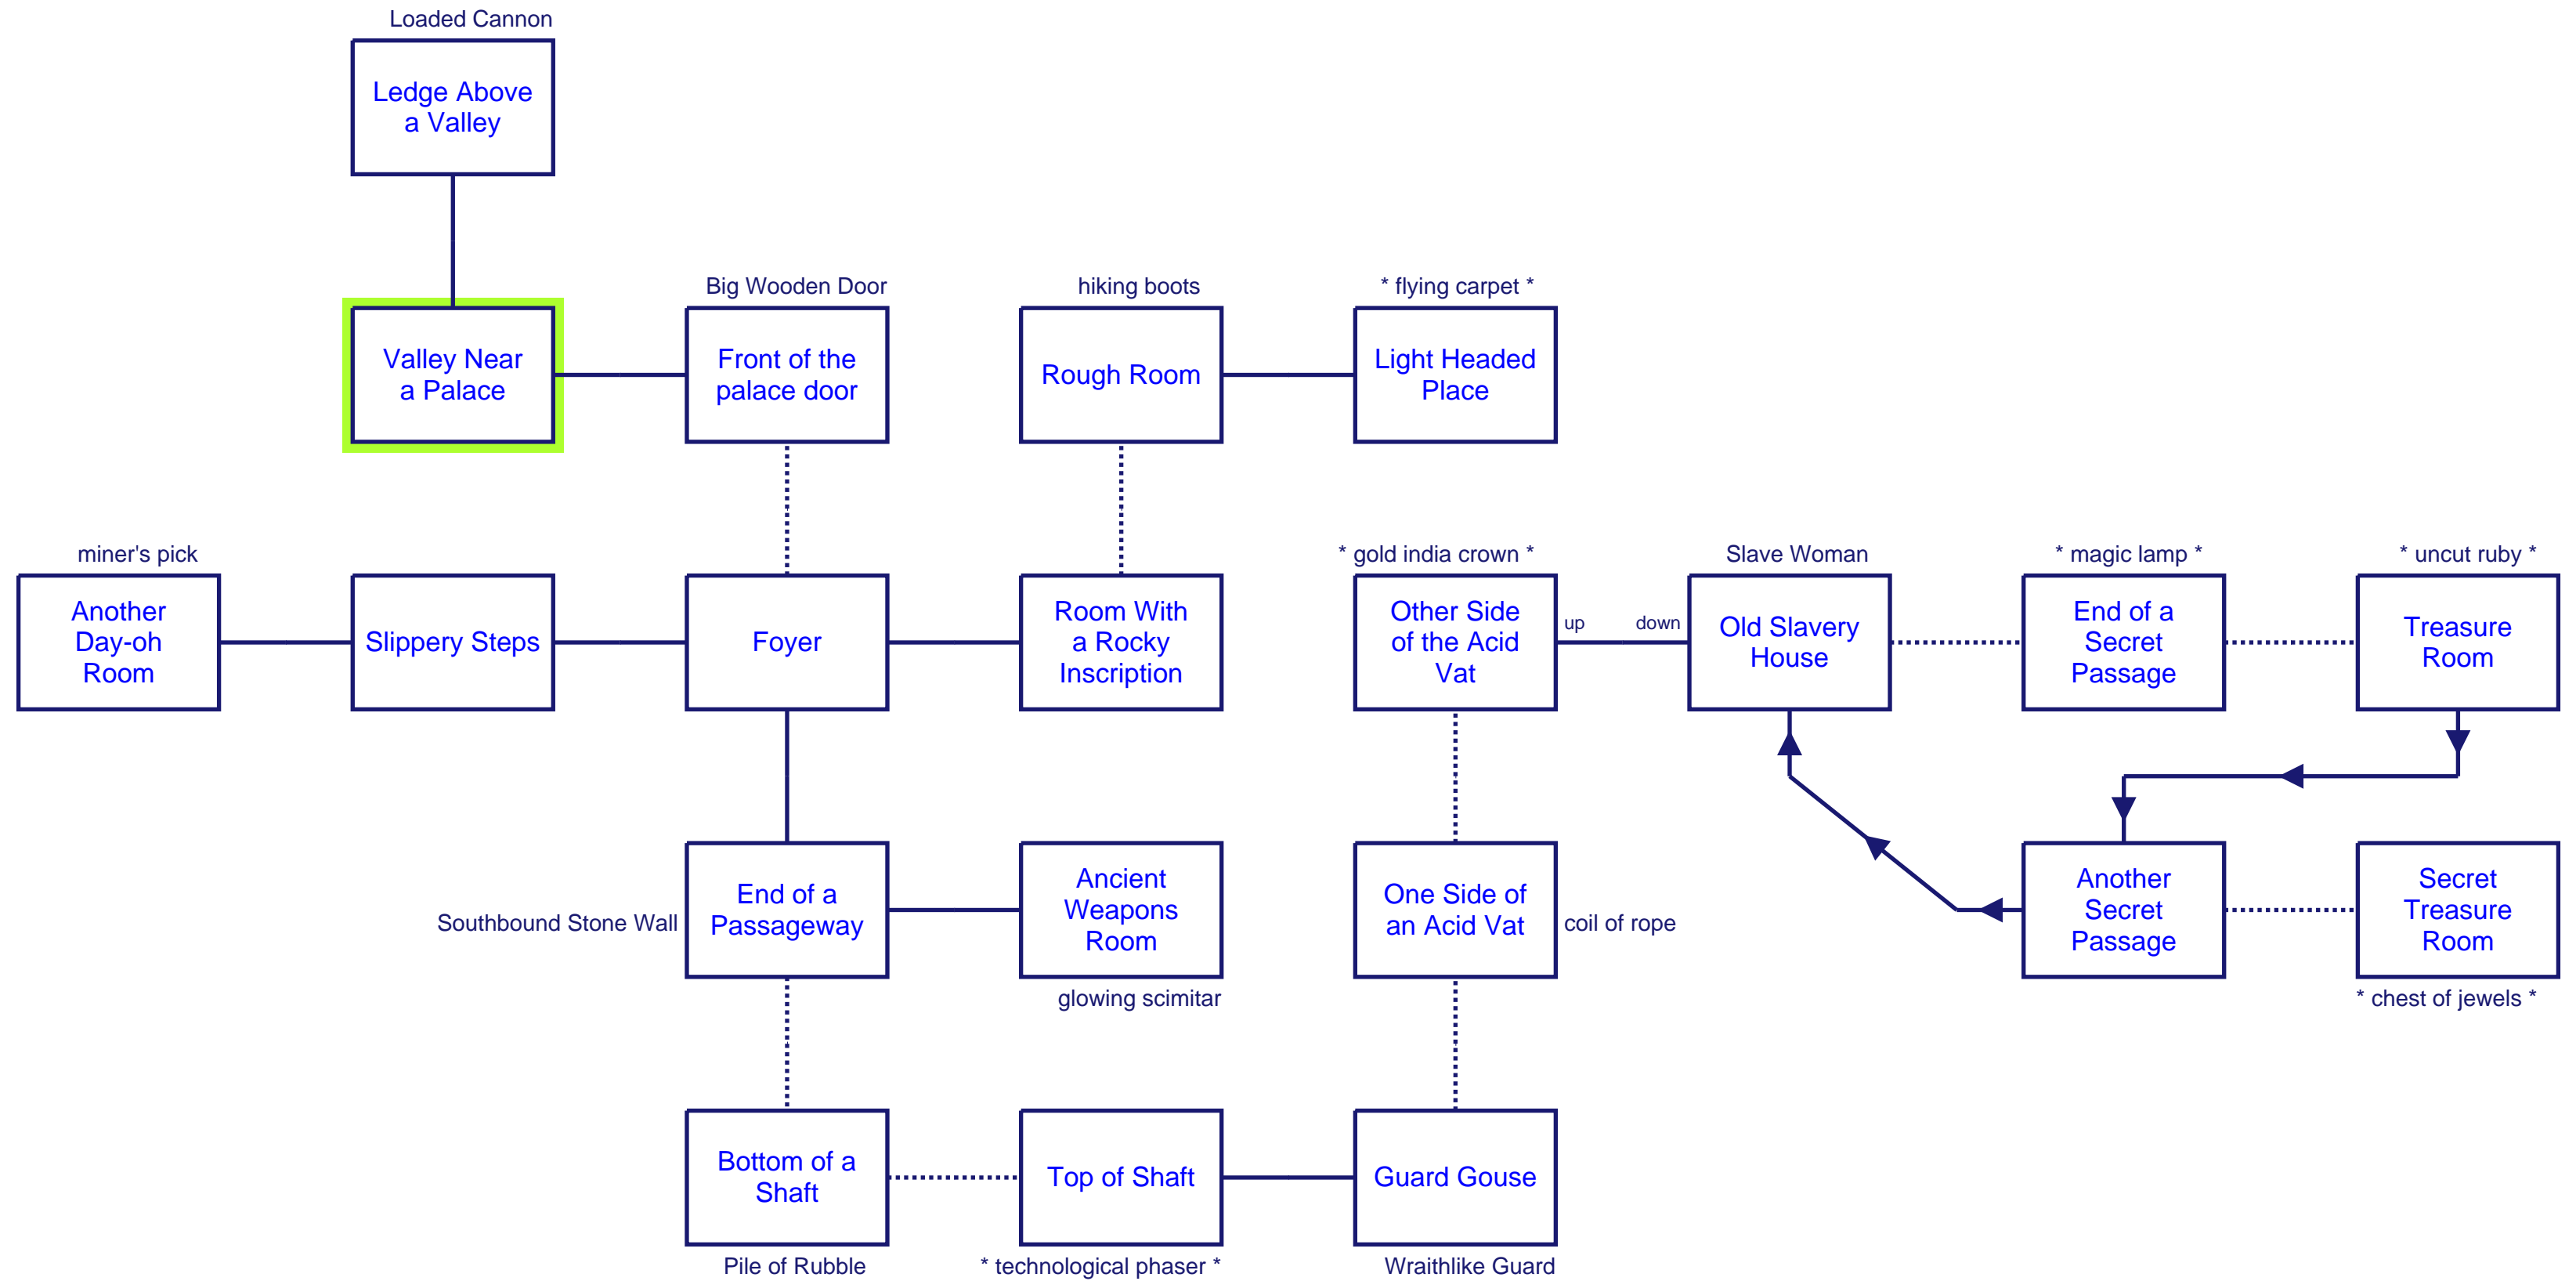 Loaded Cannon
Ledge Above
a Valley
Big Wooden Door
hiking boots
* flying carpet *
Valley Near
a Palace
Front of the
palace door
Rough Room
Light Headed
Place
miner's pick
* gold india crown *
Slave Woman
* magic lamp *
* uncut ruby *
Another
Day-oh
Room
Slippery Steps
Foyer
Room With
a Rocky
Inscription
Other Side
of the Acid
Vat
up
down
Old Slavery
House
End of a
Secret
Passage
Treasure
Room
Southbound Stone Wall
End of a
Passageway
Ancient
Weapons
Room
glowing scimitar
One Side of
an Acid Vat
coil of rope
Another
Secret
Passage
Secret
Treasure
Room
* chest of jewels *
Bottom of a
Shaft
Top of Shaft
Guard Gouse
Pile of Rubble
* technological phaser *
Wraithlike Guard